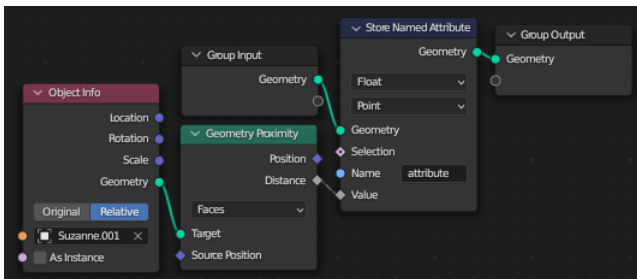 Object Info
Location
Rotation
Scale
Geometry
Original Relative
Suzanne.001
As Instance
Group Input
Geometry
Geometry Proximity
Position
Distance
Faces
Target
Source Position
Store Named Attribute
Geometry
Float
Point
Geometry
Selection
Name attribute
Value
Group Output
Geometry